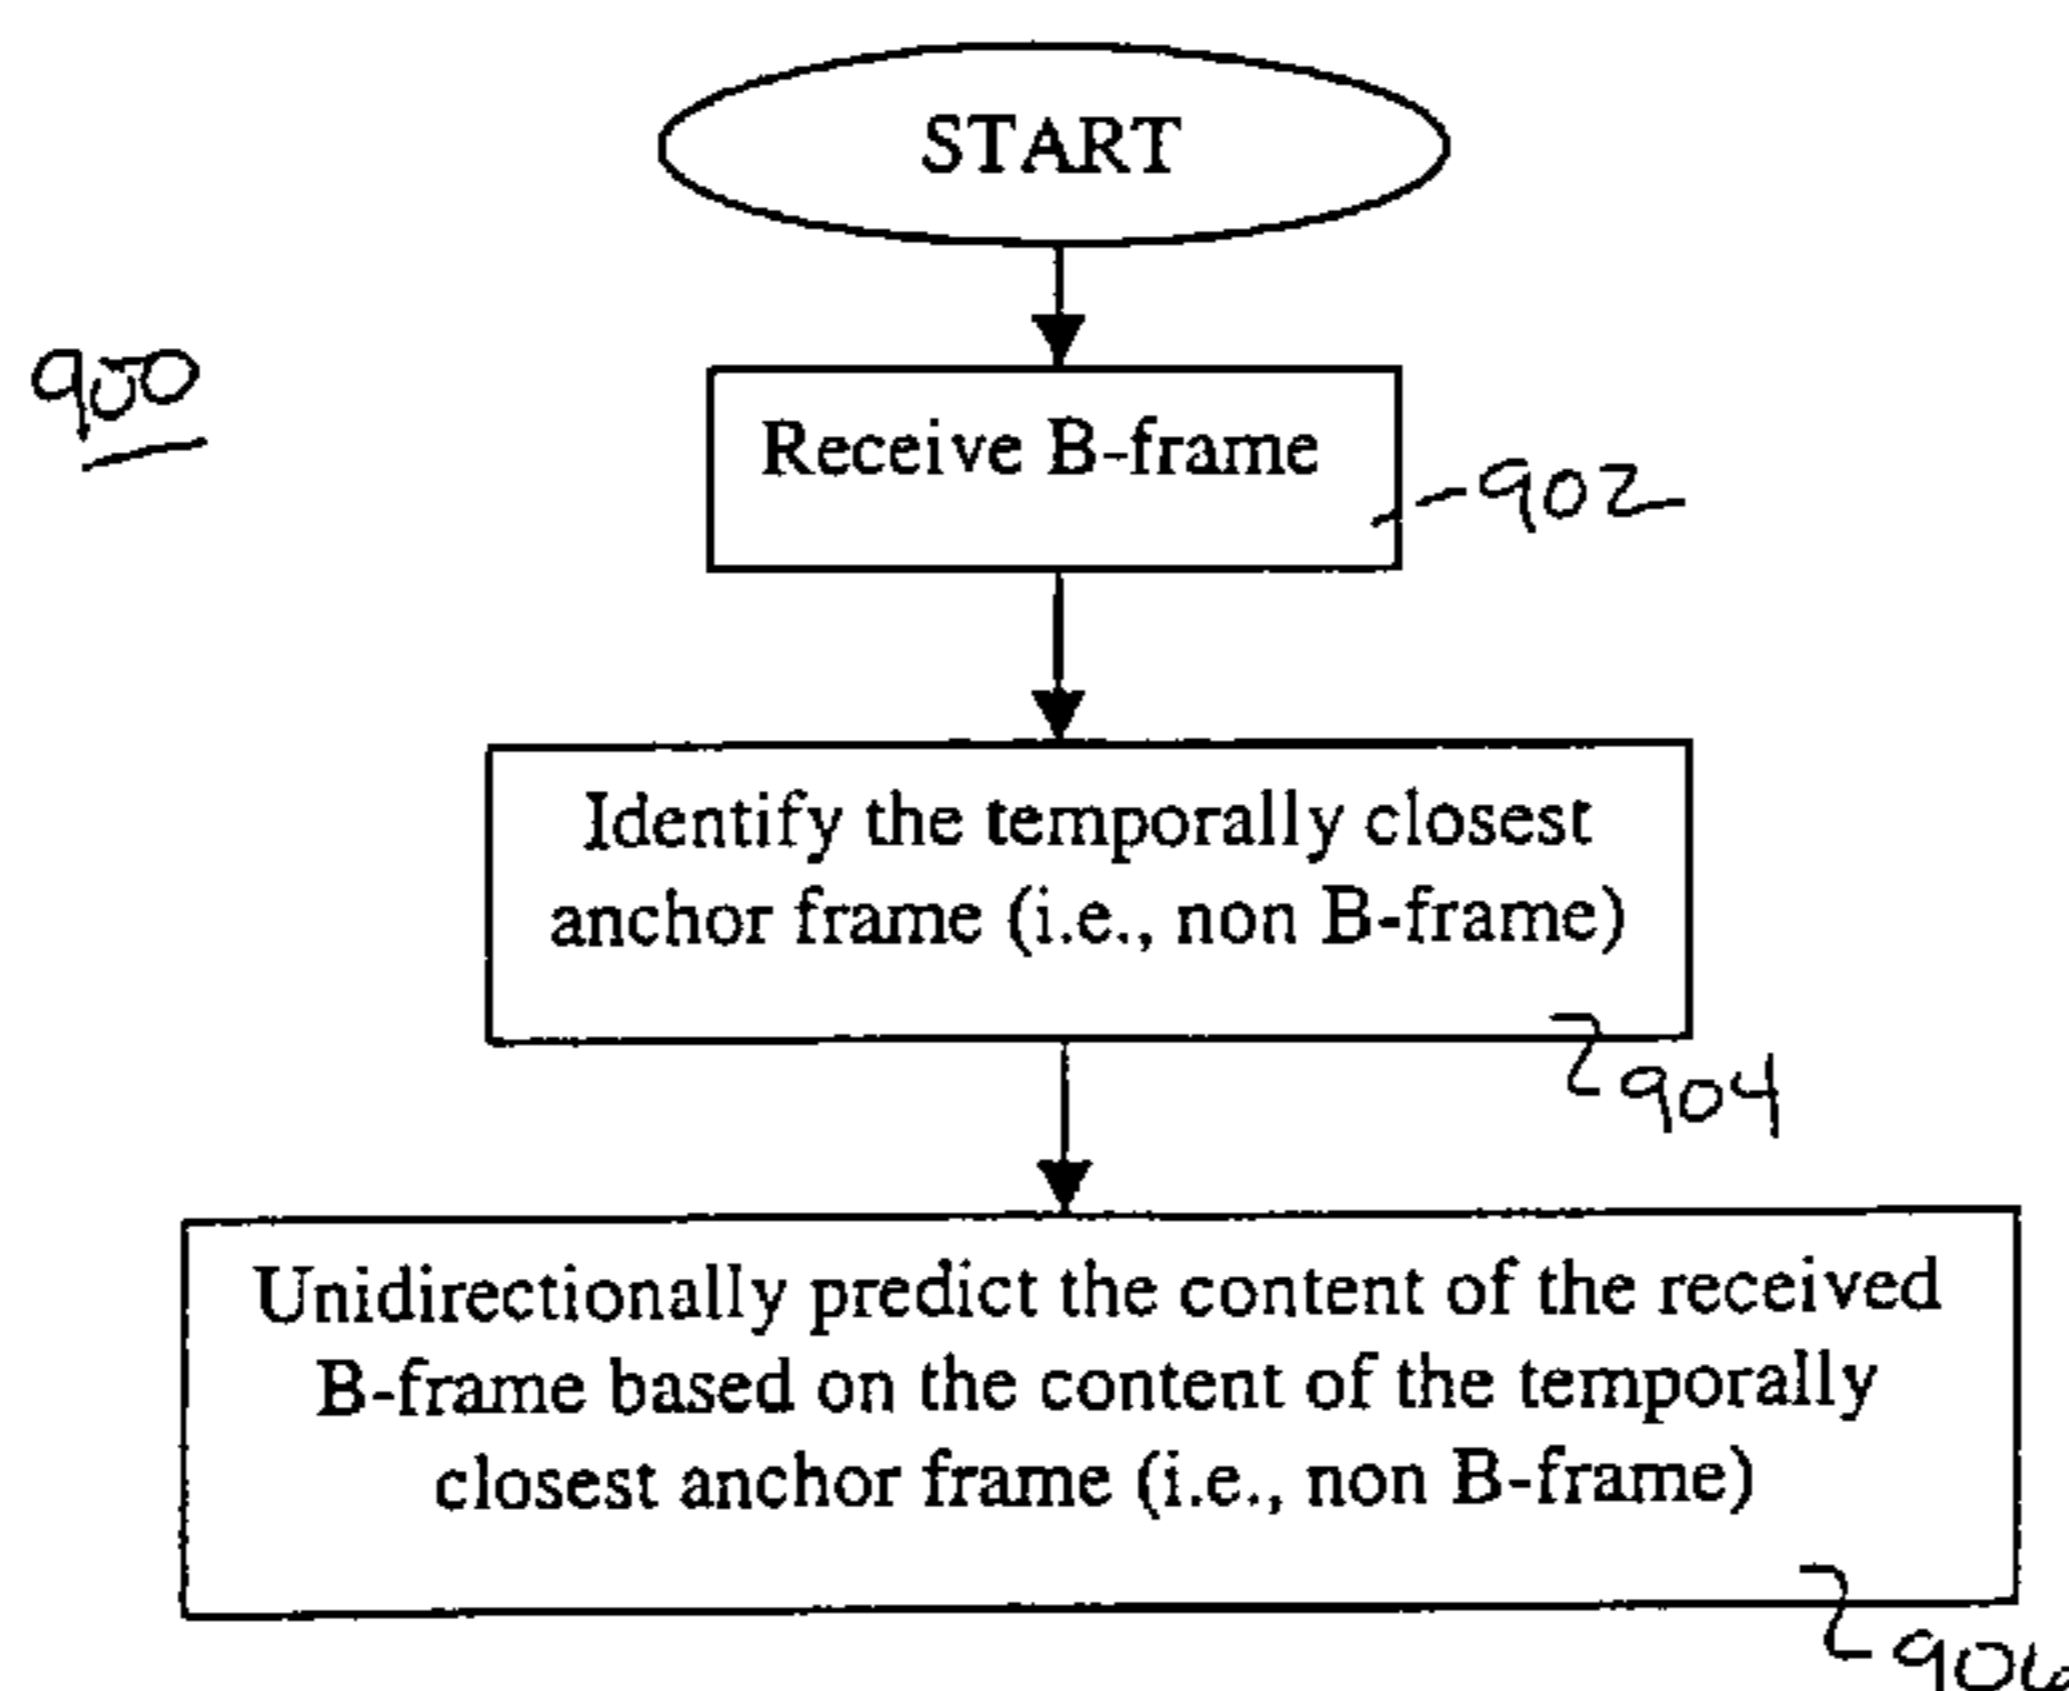 START
900
Receive B-frame
902
Identify the temporally closest
anchor frame (i.e., non B-frame)
904
Unidirectionally predict the content of the received
B-frame based on the content of the temporally
closest anchor frame (i.e., non B-frame)
906